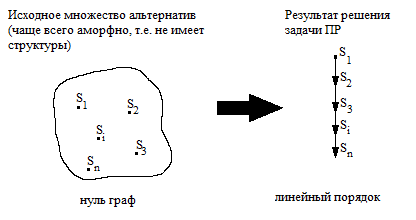 Исходное множество альтернатив
(чаще всего аморфно, т.е. не имеет
структуры)
S1
S2
Si
S3
Sn
нуль граф
Результат решения
задачи ПР
S1
S2
S3
Si
Sn
линейный порядок